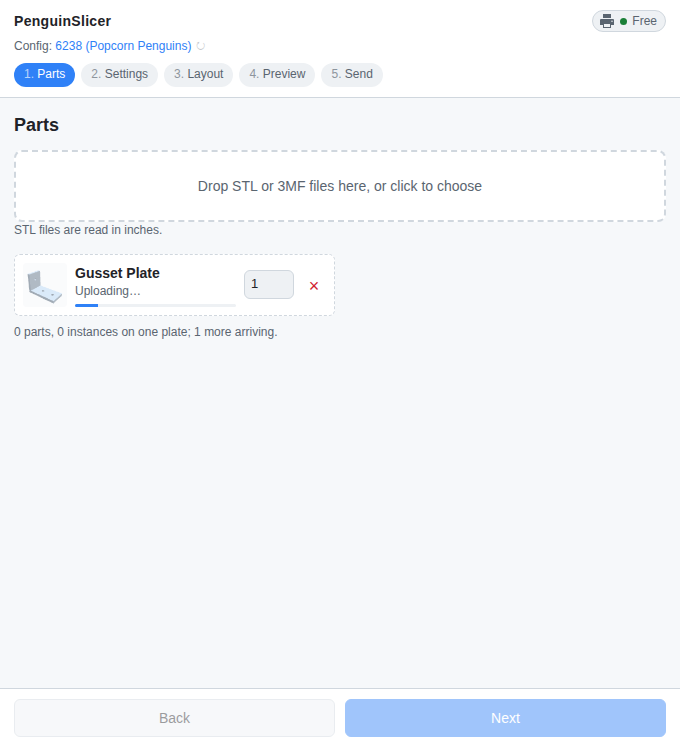 PenguinSlicer
Free
Config: 6238 (Popcorn Penguins)
1. Parts
2. Settings
3. Layout
4. Preview
5. Send
Parts
Drop STL or 3MF files here, or click to choose
STL files are read in inches.
Gusset Plate
Uploading…
1
×
0 parts, 0 instances on one plate; 1 more arriving.
Back
Next